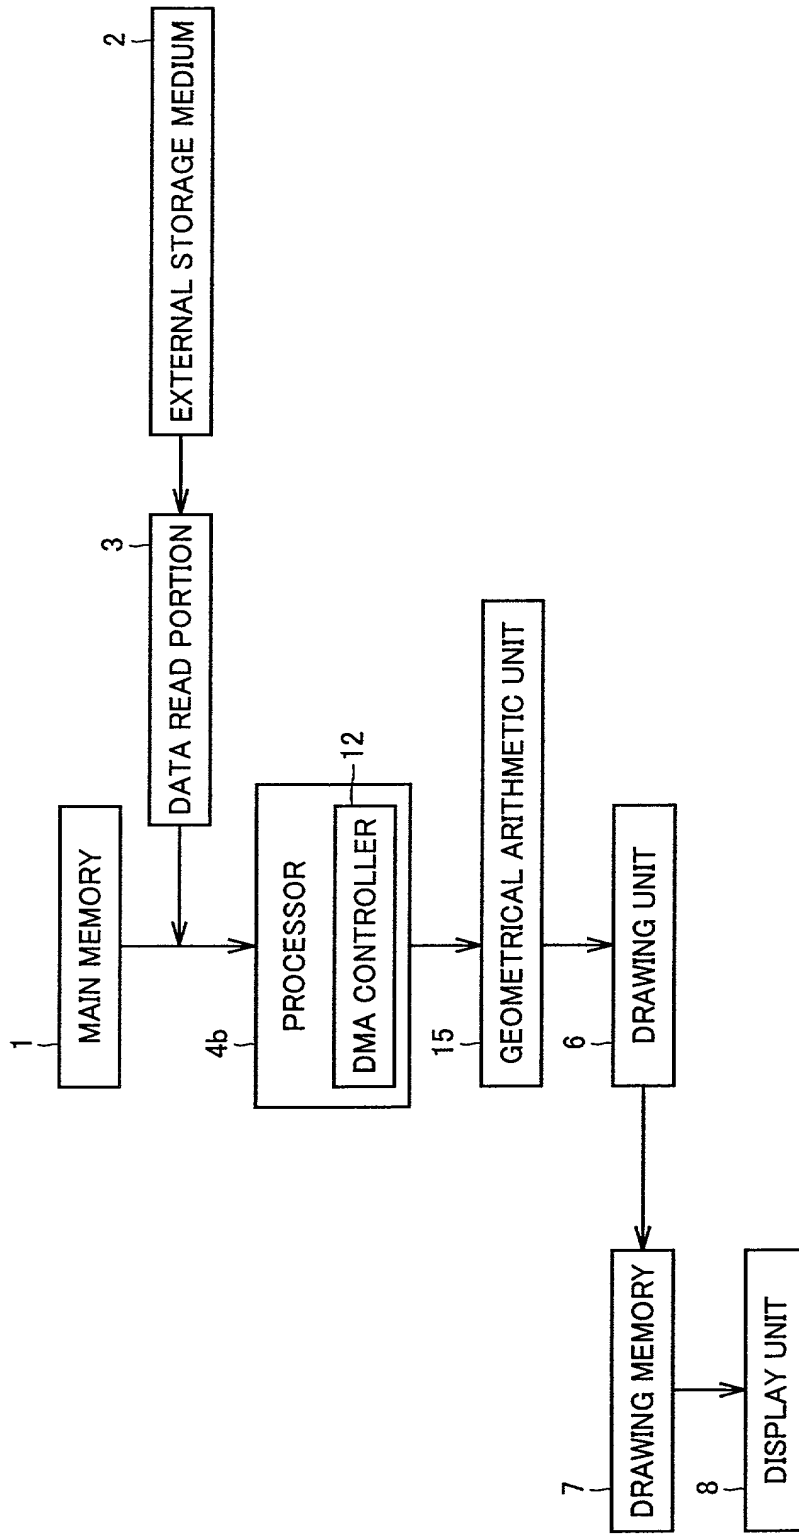 1
MAIN MEMORY
2
EXTERNAL STORAGE MEDIUM
3
DATA READ PORTION
4b
PROCESSOR
12
DMA CONTROLLER
15
GEOMETRICAL ARITHMETIC UNIT
6
DRAWING UNIT
7
DRAWING MEMORY
8
DISPLAY UNIT